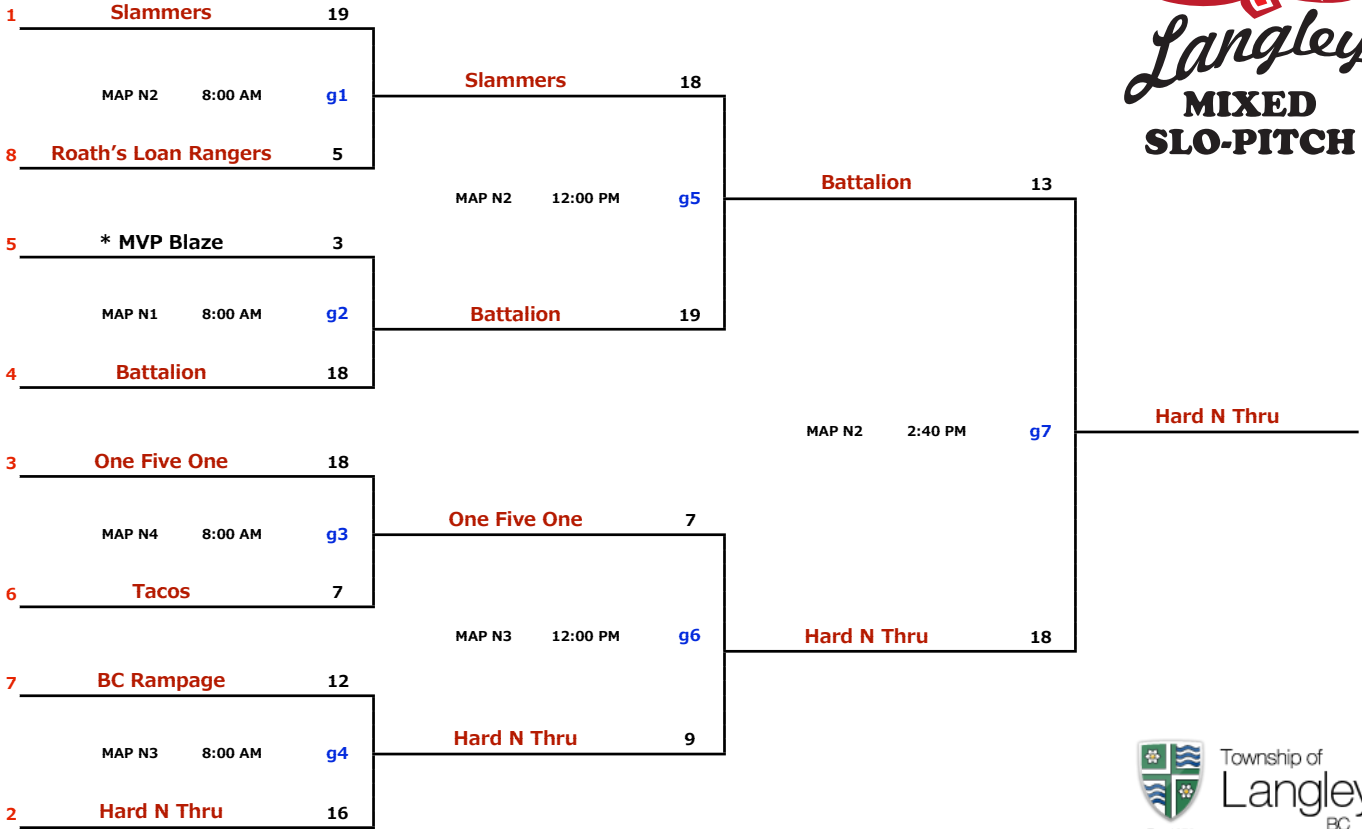 1 Slammers 19
MAP N2 8:00 AM g1
8 Roath’s Loan Rangers 5
5 * MVP Blaze 3
MAP N1 8:00 AM g2
4 Battalion 18
3 One Five One 18
MAP N4 8:00 AM g3
6 Tacos 7
7 BC Rampage 12
MAP N3 8:00 AM g4
2 Hard N Thru 16
Slammers 18
MAP N2 12:00 PM g5
Battalion 19
One Five One 7
MAP N3 12:00 PM g6
Hard N Thru 9
Battalion 13
MAP N2 2:40 PM g7
Hard N Thru 18
Hard N Thru
Langley
MIXED
SLO-PITCH
Township of
Langley
BC